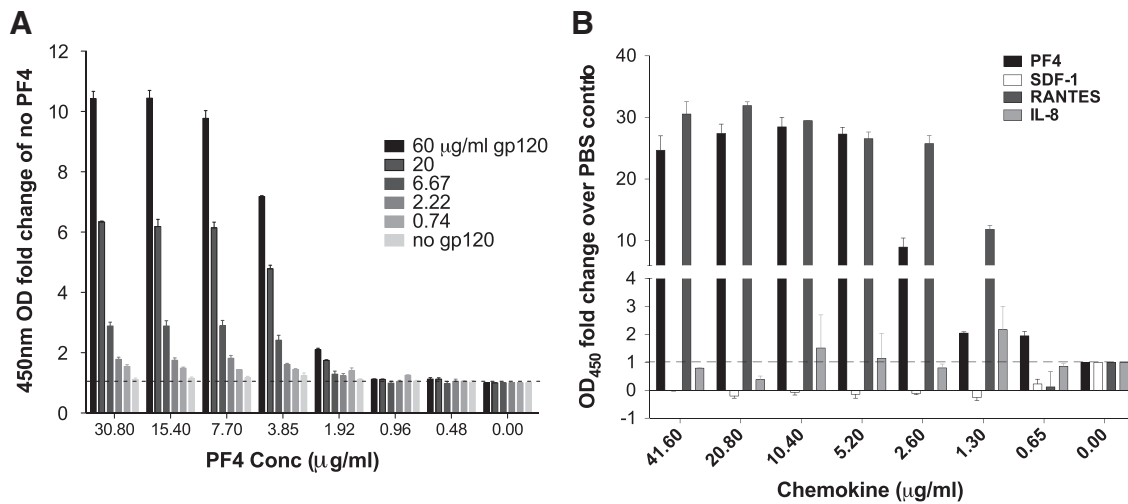 A
450nm OD fold change of no PF4
12
10
8
6
4
2
0
60 μg/ml gp120
20
6.67
2.22
0.74
no gp120
30.80 15.40 7.70 3.85 1.92 0.96 0.48 0.00
PF4 Conc (μg/ml)
B
OD450 fold change over PBS contrlo
40
30
20
10
4
3
2
1
0
-1
PF4
SDF-1
RANTES
IL-8
41.60 20.80 10.40 5.20 2.60 1.30 0.65 0.00
Chemokine (μg/ml)